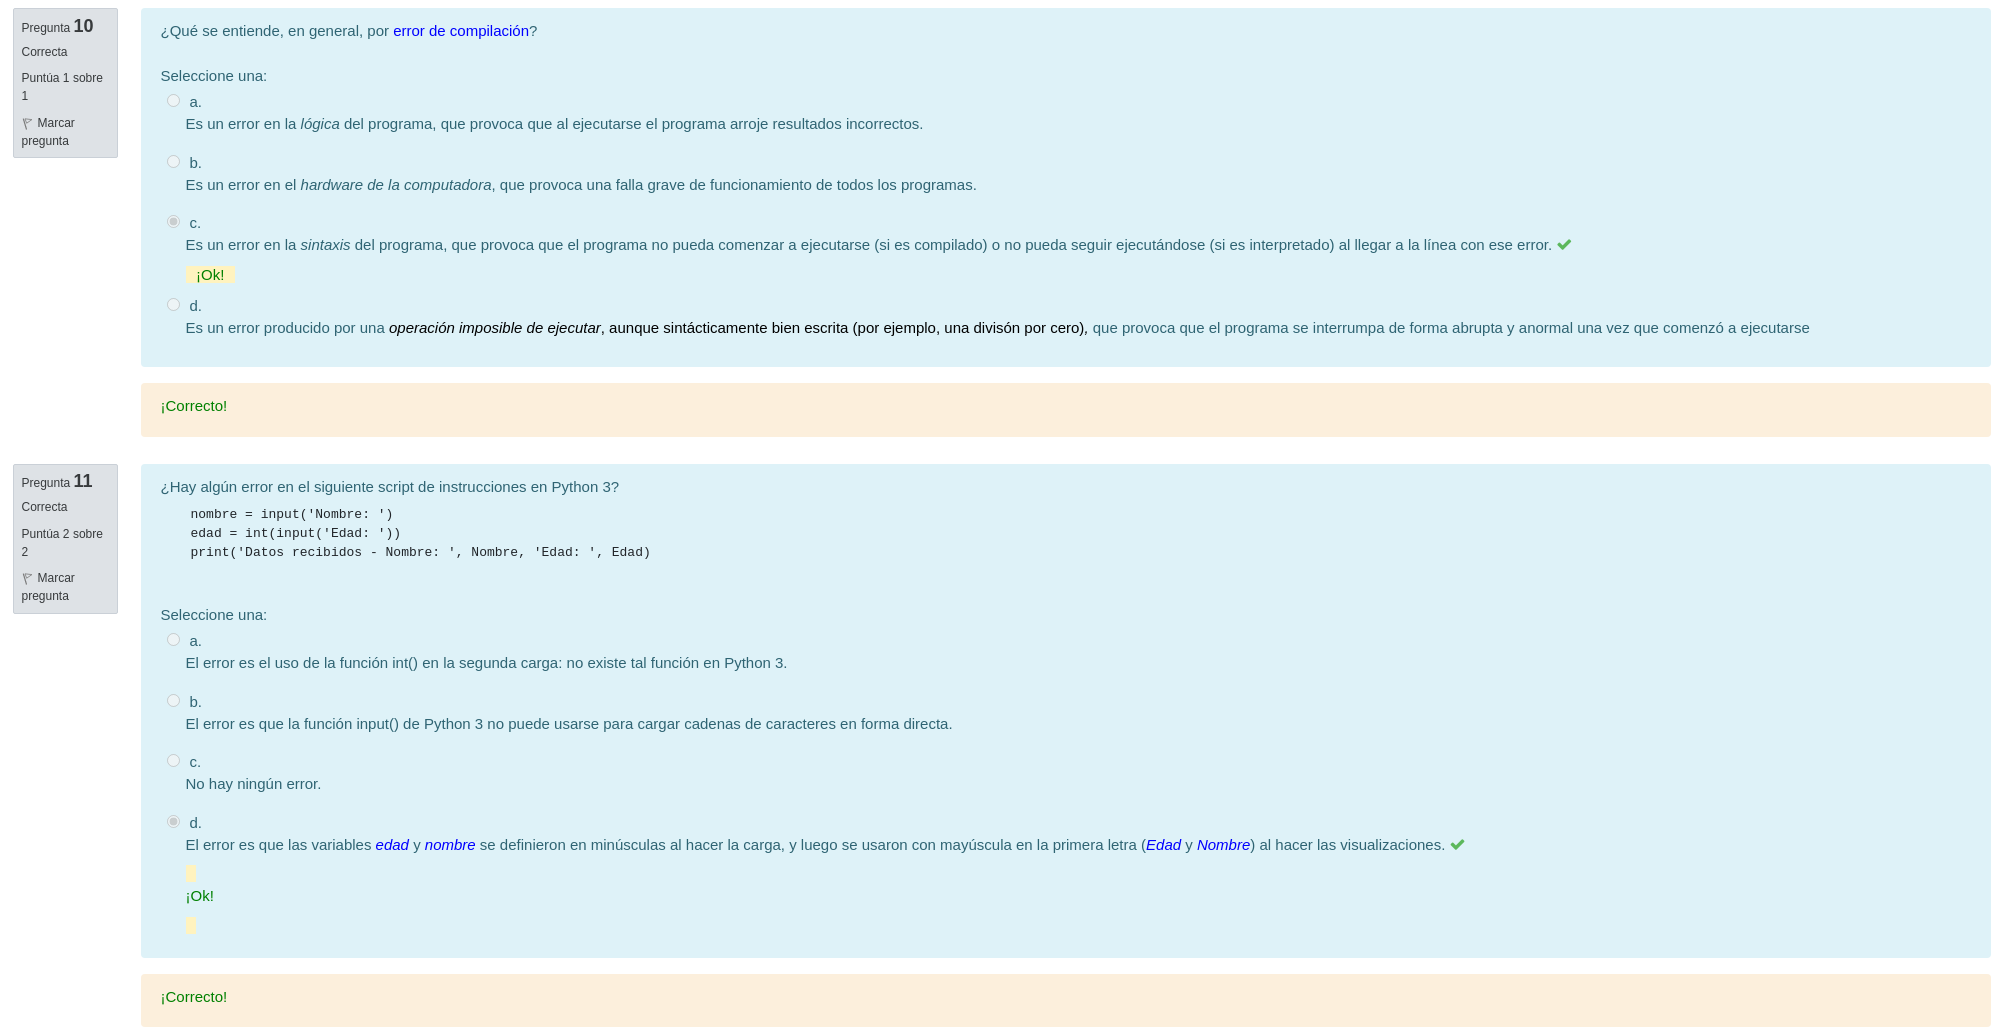 Pregunta 10
Correcta
Puntúa 1 sobre
1
Marcar
pregunta
¿Qué se entiende, en general, por error de compilación?
Seleccione una:
a.
Es un error en la lógica del programa, que provoca que al ejecutarse el programa arroje resultados incorrectos.
b.
Es un error en el hardware de la computadora, que provoca una falla grave de funcionamiento de todos los programas.
c.
Es un error en la sintaxis del programa, que provoca que el programa no pueda comenzar a ejecutarse (si es compilado) o no pueda seguir ejecutándose (si es interpretado) al llegar a la línea con ese error.
¡Ok!
d.
Es un error producido por una operación imposible de ejecutar, aunque sintácticamente bien escrita (por ejemplo, una divisón por cero), que provoca que el programa se interrumpa de forma abrupta y anormal una vez que comenzó a ejecutarse
¡Correcto!
Pregunta 11
Correcta
Puntúa 2 sobre
2
Marcar
pregunta
¿Hay algún error en el siguiente script de instrucciones en Python 3?
nombre = input('Nombre: ')
edad = int(input('Edad: '))
print('Datos recibidos - Nombre: ', Nombre, 'Edad: ', Edad)
Seleccione una:
a.
El error es el uso de la función int() en la segunda carga: no existe tal función en Python 3.
b.
El error es que la función input() de Python 3 no puede usarse para cargar cadenas de caracteres en forma directa.
c.
No hay ningún error.
d.
El error es que las variables edad y nombre se definieron en minúsculas al hacer la carga, y luego se usaron con mayúscula en la primera letra (Edad y Nombre) al hacer las visualizaciones.
¡Ok!
¡Correcto!